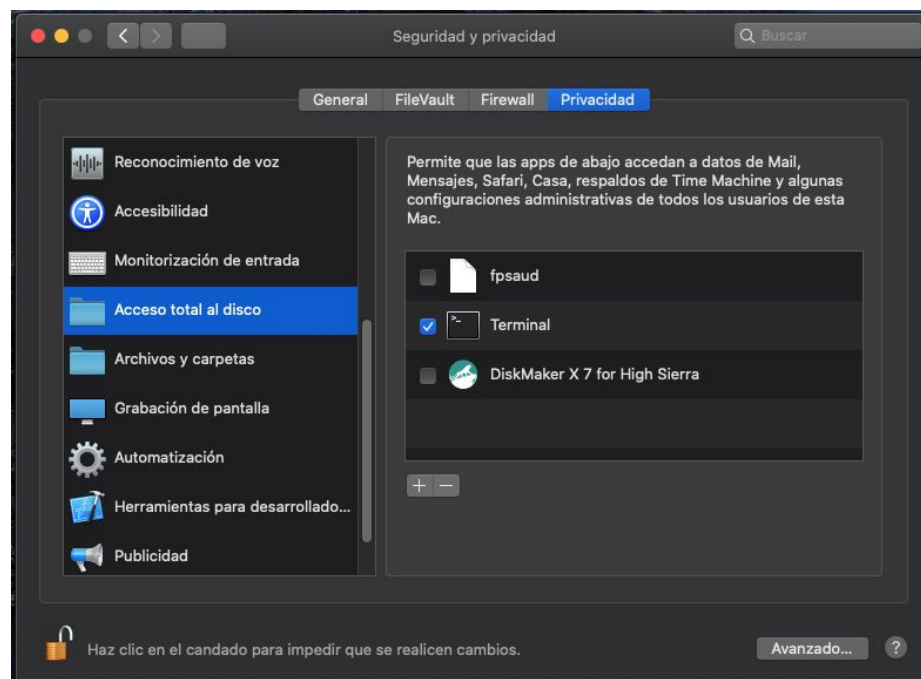 Seguridad y privacidad
Buscar
General
FileVault
Firewall
Privacidad
Reconocimiento de voz
Accesibilidad
Monitorización de entrada
Acceso total al disco
Archivos y carpetas
Grabación de pantalla
Automatización
Herramientas para desarrollado...
Publicidad
Permite que las apps de abajo accedan a datos de Mail,
Mensajes, Safari, Casa, respaldos de Time Machine y algunas
configuraciones administrativas de todos los usuarios de esta
Mac.
fpsaud
Terminal
DiskMaker X 7 for High Sierra
+ −
Haz clic en el candado para impedir que se realicen cambios.
Avanzado...
?